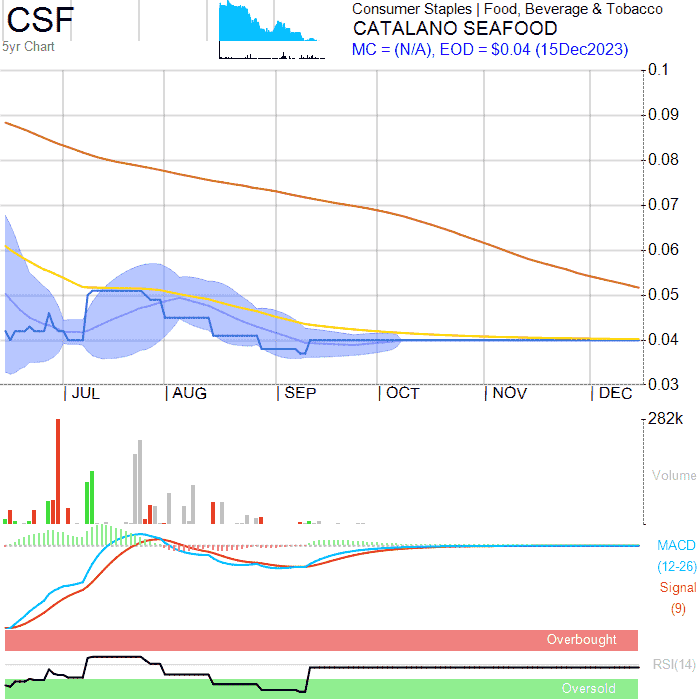 CSF
5yr Chart
Consumer Staples | Food, Beverage & Tobacco
CATALANO SEAFOOD
MC = (N/A), EOD = $0.04 (15Dec2023)
0.1
0.09
0.08
0.07
0.06
0.05
0.04
0.03
JUL AUG SEP OCT NOV DEC
282k
Volume
MACD
(12-26)
Signal
(9)
Overbought
RSI(14)
Oversold